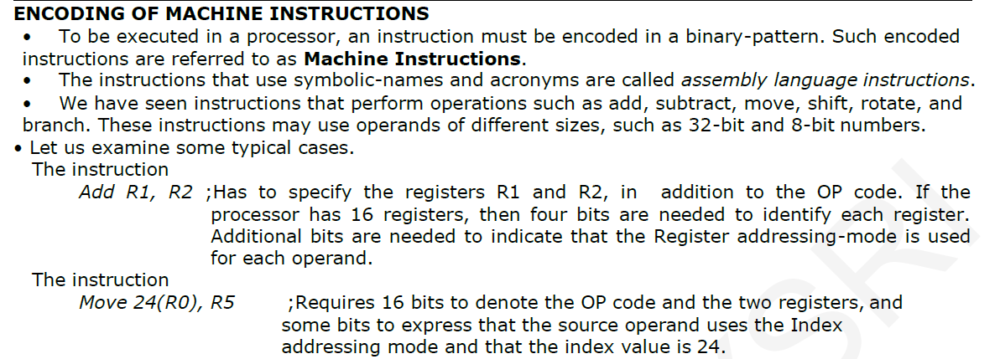 ENCODING OF MACHINE INSTRUCTIONS
• To be executed in a processor, an instruction must be encoded in a binary-pattern. Such encoded
instructions are referred to as Machine Instructions.
• The instructions that use symbolic-names and acronyms are called assembly language instructions.
• We have seen instructions that perform operations such as add, subtract, move, shift, rotate, and
branch. These instructions may use operands of different sizes, such as 32-bit and 8-bit numbers.
• Let us examine some typical cases.
The instruction
Add R1, R2 ;Has to specify the registers R1 and R2, in addition to the OP code. If the
processor has 16 registers, then four bits are needed to identify each register.
Additional bits are needed to indicate that the Register addressing-mode is used
for each operand.
The instruction
Move 24(R0), R5 ;Requires 16 bits to denote the OP code and the two registers, and
some bits to express that the source operand uses the Index
addressing mode and that the index value is 24.